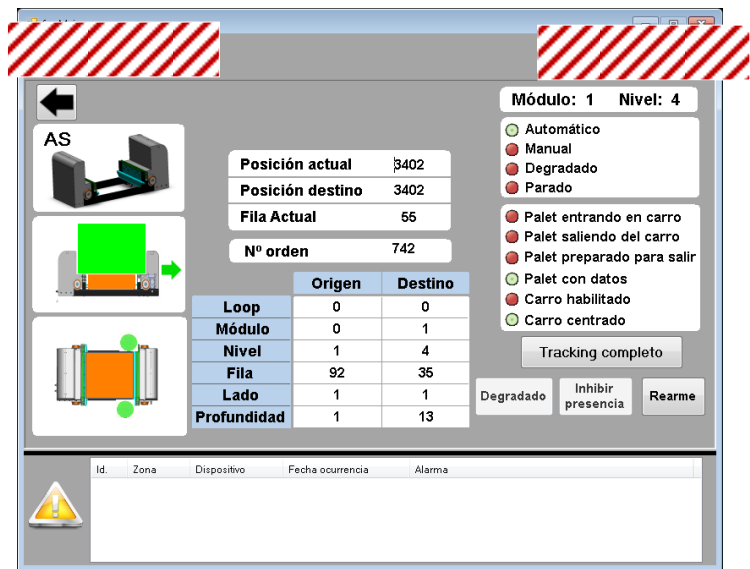 Módulo: 1 Nivel: 4
AS
Automático
Manual
Degradado
Parado
Posición actual 3402
Posición destino 3402
Fila Actual 55
Nº orden 742
Palet entrando en carro
Palet saliendo del carro
Palet preparado para salir
Palet con datos
Carro habilitado
Carro centrado
Origen Destino
Loop 0 0
Módulo 0 1
Nivel 1 4
Fila 92 35
Lado 1 1
Profundidad 1 13
Tracking completo
Degradado
Inhibir
presencia
Rearme
Id. Zona Dispositivo Fecha ocurrencia Alarma